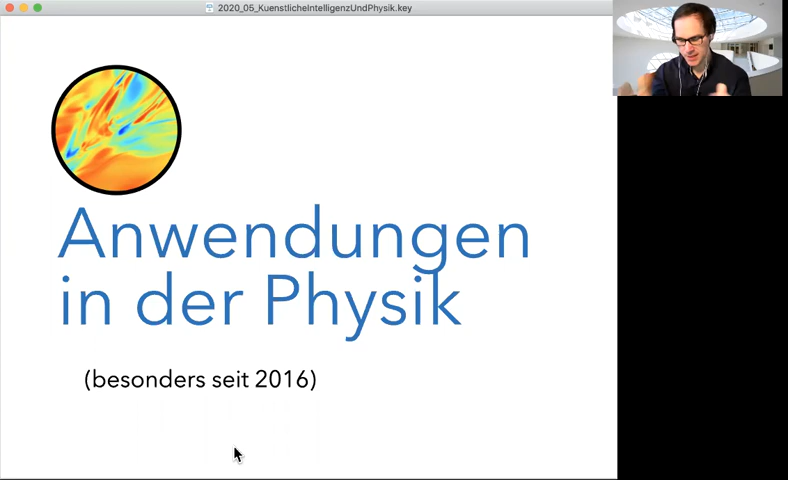 2020_05_KuenstlicheIntelligenzUndPhysik.key
Anwendungen
in der Physik
(besonders seit 2016)